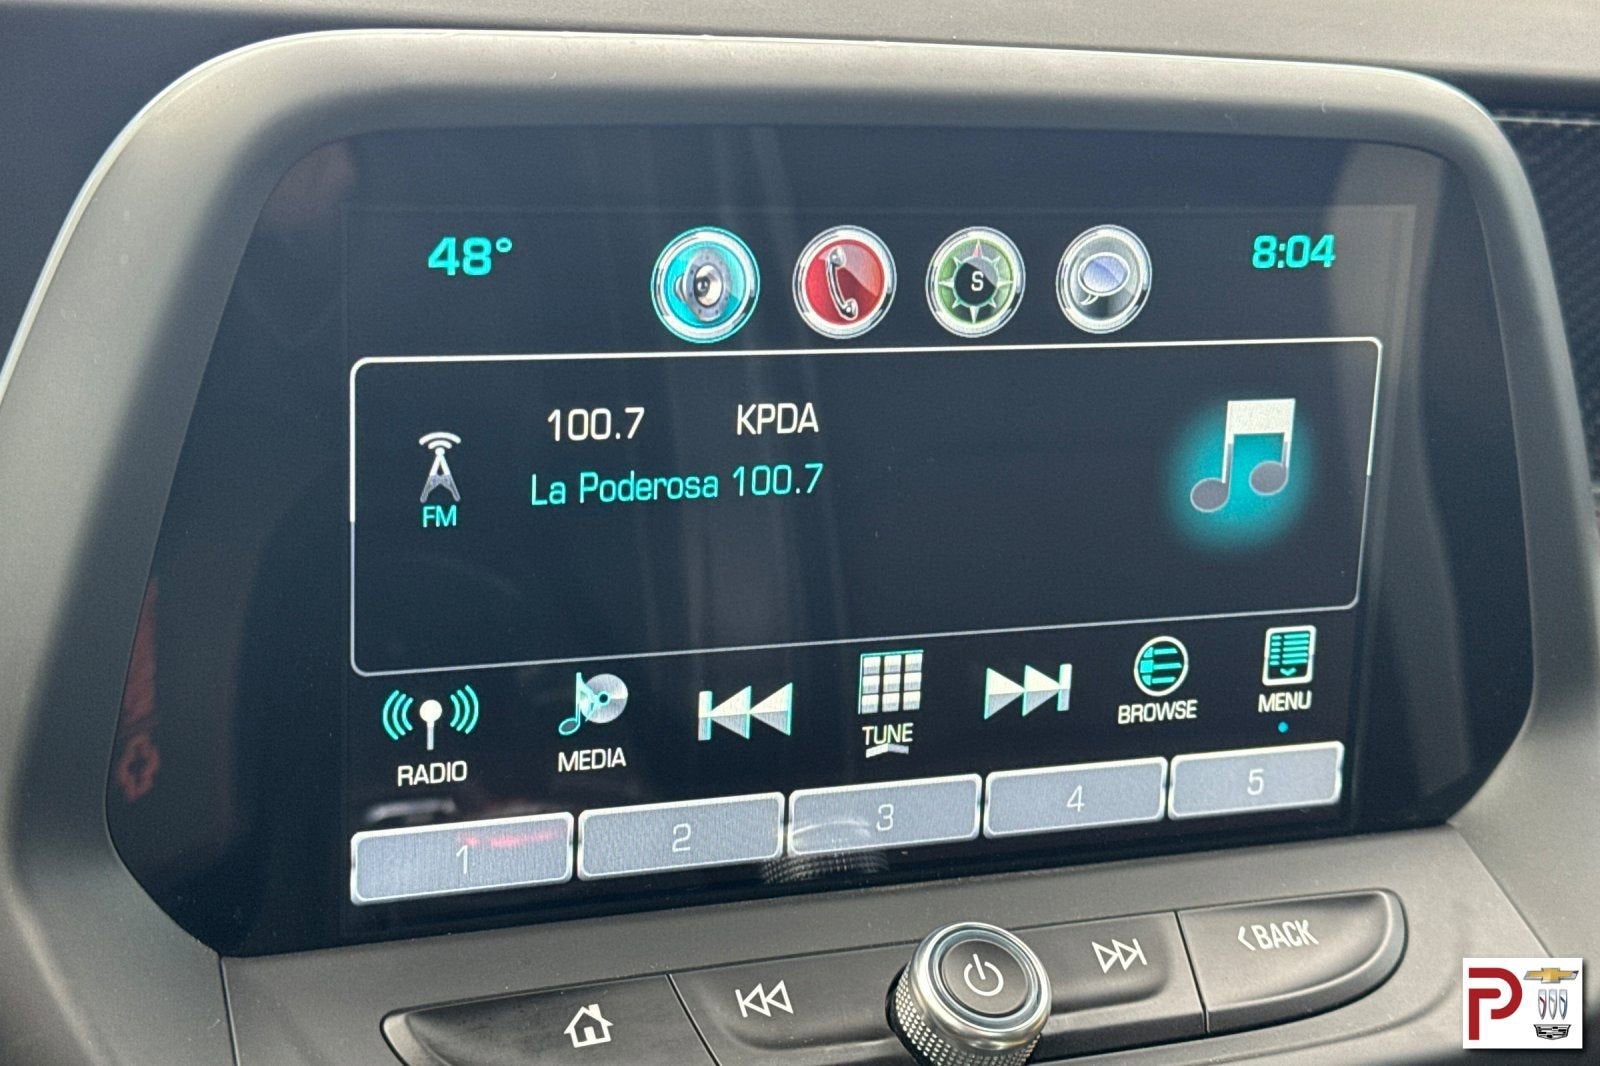 48° 8:04
S
100.7 KPDA
La Poderosa 100.7
FM
RADIO MEDIA TUNE BROWSE MENU
1 2 3 4 5
BACK
P